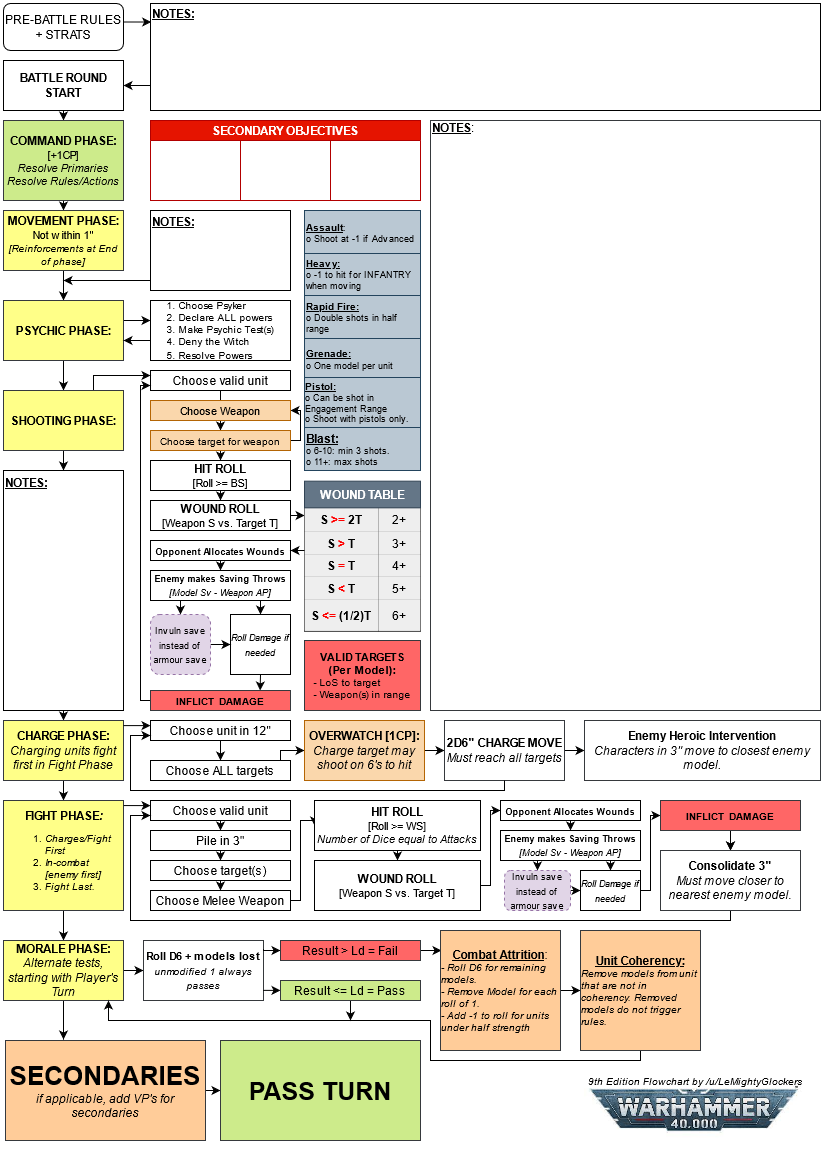 PRE-BATTLE RULES
+ STRATS
NOTES:
BATTLE ROUND
START
COMMAND PHASE:
[+1CP]
Resolve Primaries
Resolve Rules/Actions
SECONDARY OBJECTIVES
NOTES:
MOVEMENT PHASE:
Not within 1"
[Reinforcements at End
of phase]
NOTES:
Assault:
o Shoot at -1 if Advanced
Heavy:
o -1 to hit for INFANTRY
when moving
Rapid Fire:
o Double shots in half
range
Grenade:
o One model per unit
Pistol:
o Can be shot in
Engagement Range
o Shoot with pistols only.
Blast:
o 6-10: min 3 shots.
o 11+: max shots
PSYCHIC PHASE:
1. Choose Psyker
2. Declare ALL powers
3. Make Psychic Test(s)
4. Deny the Witch
5. Resolve Powers
SHOOTING PHASE:
Choose valid unit
Choose Weapon
Choose target for weapon
HIT ROLL
[Roll >= BS]
WOUND ROLL
[Weapon S vs. Target T]
Opponent Allocates Wounds
Enemy makes Saving Throws
[Model Sv - Weapon AP]
Invuln save
instead of
armour save
Roll Damage if
needed
INFLICT DAMAGE
NOTES:
WOUND TABLE
S >= 2T 2+
S > T 3+
S = T 4+
S < T 5+
S <= (1/2)T 6+
VALID TARGETS
(Per Model):
- LoS to target
- Weapon(s) in range
CHARGE PHASE:
Charging units fight
first in Fight Phase
Choose unit in 12"
Choose ALL targets
OVERWATCH [1CP]:
Charge target may
shoot on 6's to hit
2D6" CHARGE MOVE
Must reach all targets
Enemy Heroic Intervention
Characters in 3" move to closest enemy
model.
FIGHT PHASE:
1. Charges/Fight
First
2. In-combat
[enemy first]
3. Fight Last.
Choose valid unit
Pile in 3"
Choose target(s)
Choose Melee Weapon
HIT ROLL
[Roll >= WS]
Number of Dice equal to Attacks
WOUND ROLL
[Weapon S vs. Target T]
Opponent Allocates Wounds
Enemy makes Saving Throws
[Model Sv - Weapon AP]
Invuln save
instead of
armour save
Roll Damage if
needed
INFLICT DAMAGE
Consolidate 3"
Must move closer to
nearest enemy model.
MORALE PHASE:
Alternate tests,
starting with Player's
Turn
Roll D6 + models lost
unmodified 1 always
passes
Result > Ld = Fail
Result <= Ld = Pass
Combat Attrition:
- Roll D6 for remaining
models.
- Remove Model for each
roll of 1.
- Add -1 to roll for units
under half strength
Unit Coherency:
Remove models from unit
that are not in
coherency. Removed
models do not trigger
rules.
SECONDARIES
if applicable, add VP's for
secondaries
PASS TURN
9th Edition Flowchart by /u/LeMightyGlockers
WARHAMMER
40,000